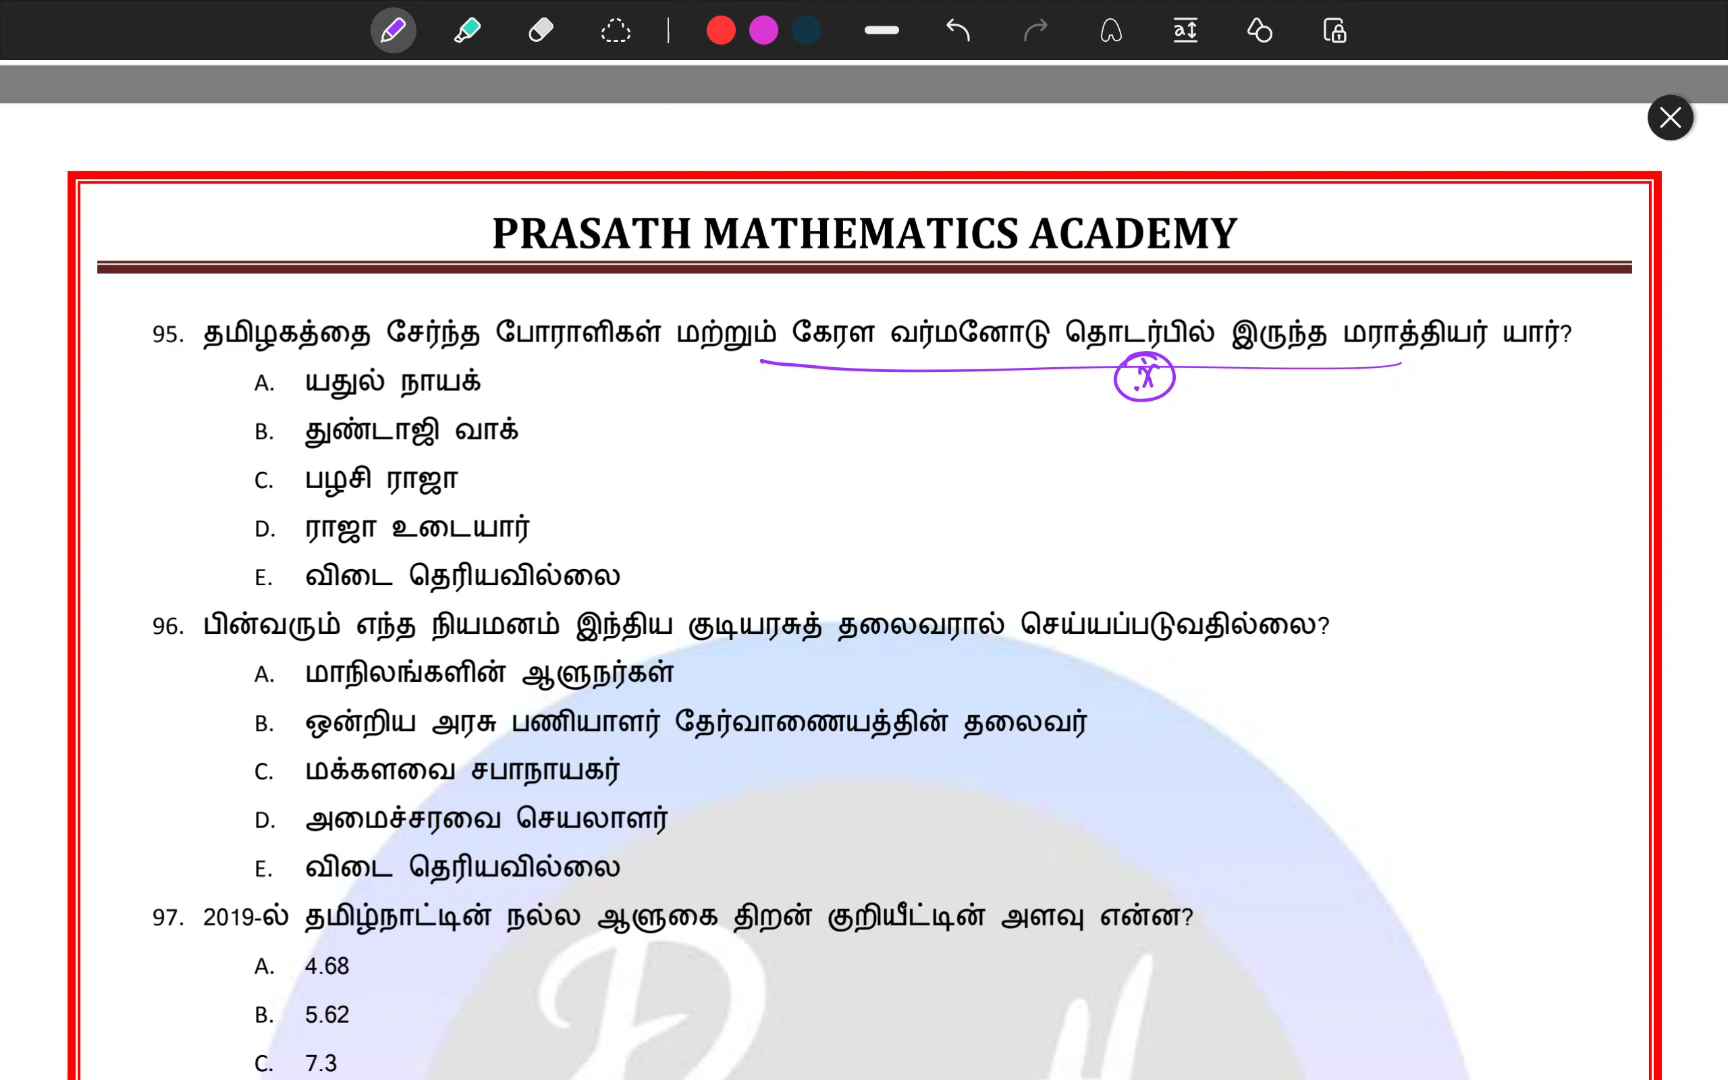 PRASATH MATHEMATICS ACADEMY
95. தமிழகத்தை சேர்ந்த போராளிகள் மற்றும் கேரள வர்மனோடு தொடர்பில் இருந்த மராத்தியர் யார்?
A. யதுல் நாயக்
B. துண்டாஜி வாக்
C. பழசி ராஜா
D. ராஜா உடையார்
E. விடை தெரியவில்லை
96. பின்வரும் எந்த நியமனம் இந்திய குடியரசுத் தலைவரால் செய்யப்படுவதில்லை?
A. மாநிலங்களின் ஆளுநர்கள்
B. ஒன்றிய அரசு பணியாளர் தேர்வாணையத்தின் தலைவர்
C. மக்களவை சபாநாயகர்
D. அமைச்சரவை செயலாளர்
E. விடை தெரியவில்லை
97. 2019-ல் தமிழ்நாட்டின் நல்ல ஆளுகை திறன் குறியீட்டின் அளவு என்ன?
A. 4.68
B. 5.62
C. 7.3